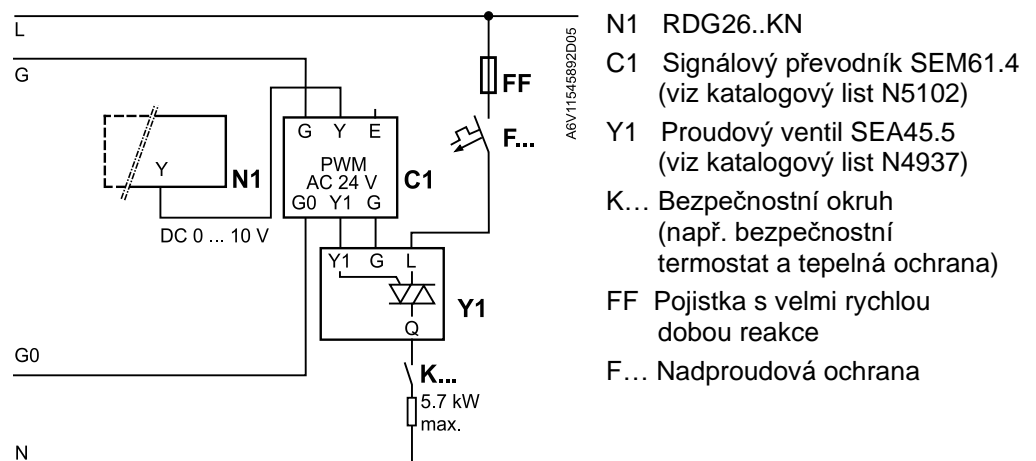 L
G
Y
N1
DC 0 ... 10 V
G0
N
G Y E
PWM
AC 24 V
G0 Y1 G
C1
Y1 G L
Q
Y1
K...
5.7 kW
max.
FF
F...
A6V11545892D05
N1 RDG26..KN
C1 Signálový převodník SEM61.4
(viz katalogový list N5102)
Y1 Proudový ventil SEA45.5
(viz katalogový list N4937)
K… Bezpečnostní okruh
(např. bezpečnostní
termostat a tepelná ochrana)
FF Pojistka s velmi rychlou
dobou reakce
F… Nadproudová ochrana